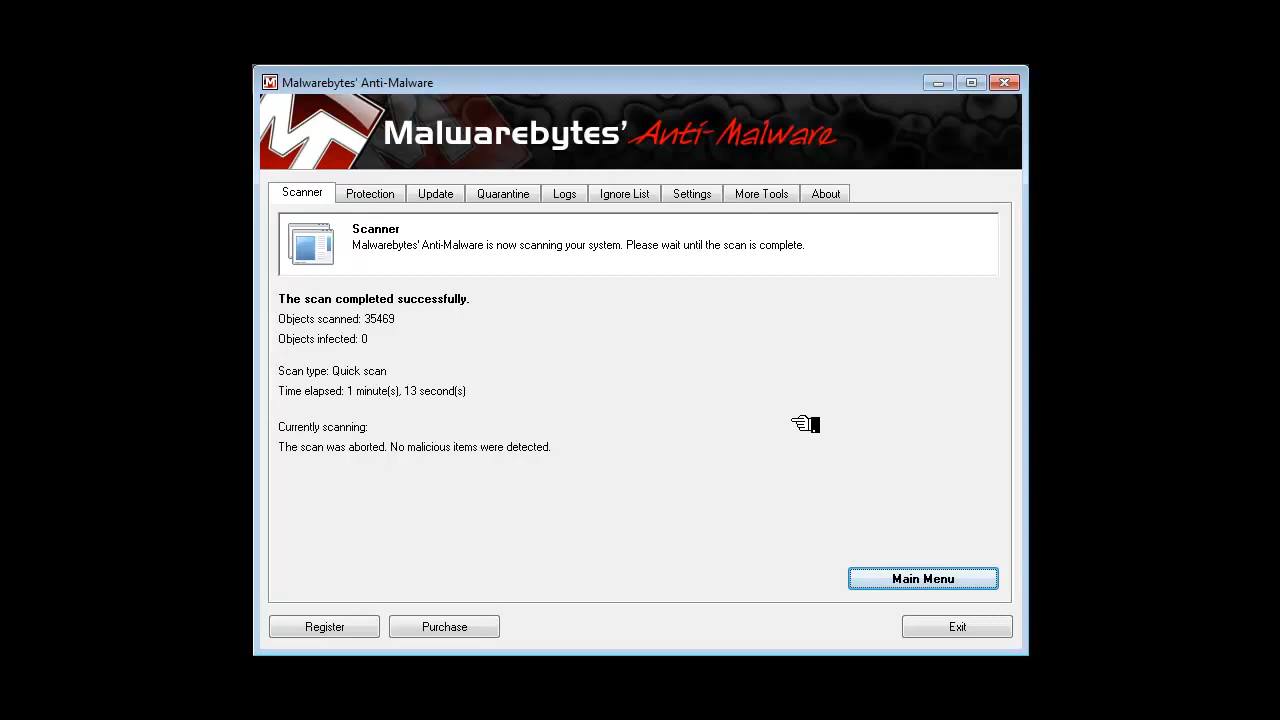 Malwarebytes' Anti-Malware
Malwarebytes' Anti-Malware
Scanner Protection Update Quarantine Logs Ignore List Settings More Tools About
Scanner
Malwarebytes' Anti-Malware is now scanning your system. Please wait until the scan is complete.
The scan completed successfully.
Objects scanned: 35469
Objects infected: 0
Scan type: Quick scan
Time elapsed: 1 minute(s), 13 second(s)
Currently scanning:
The scan was aborted. No malicious items were detected.
Main Menu
Register Purchase Exit